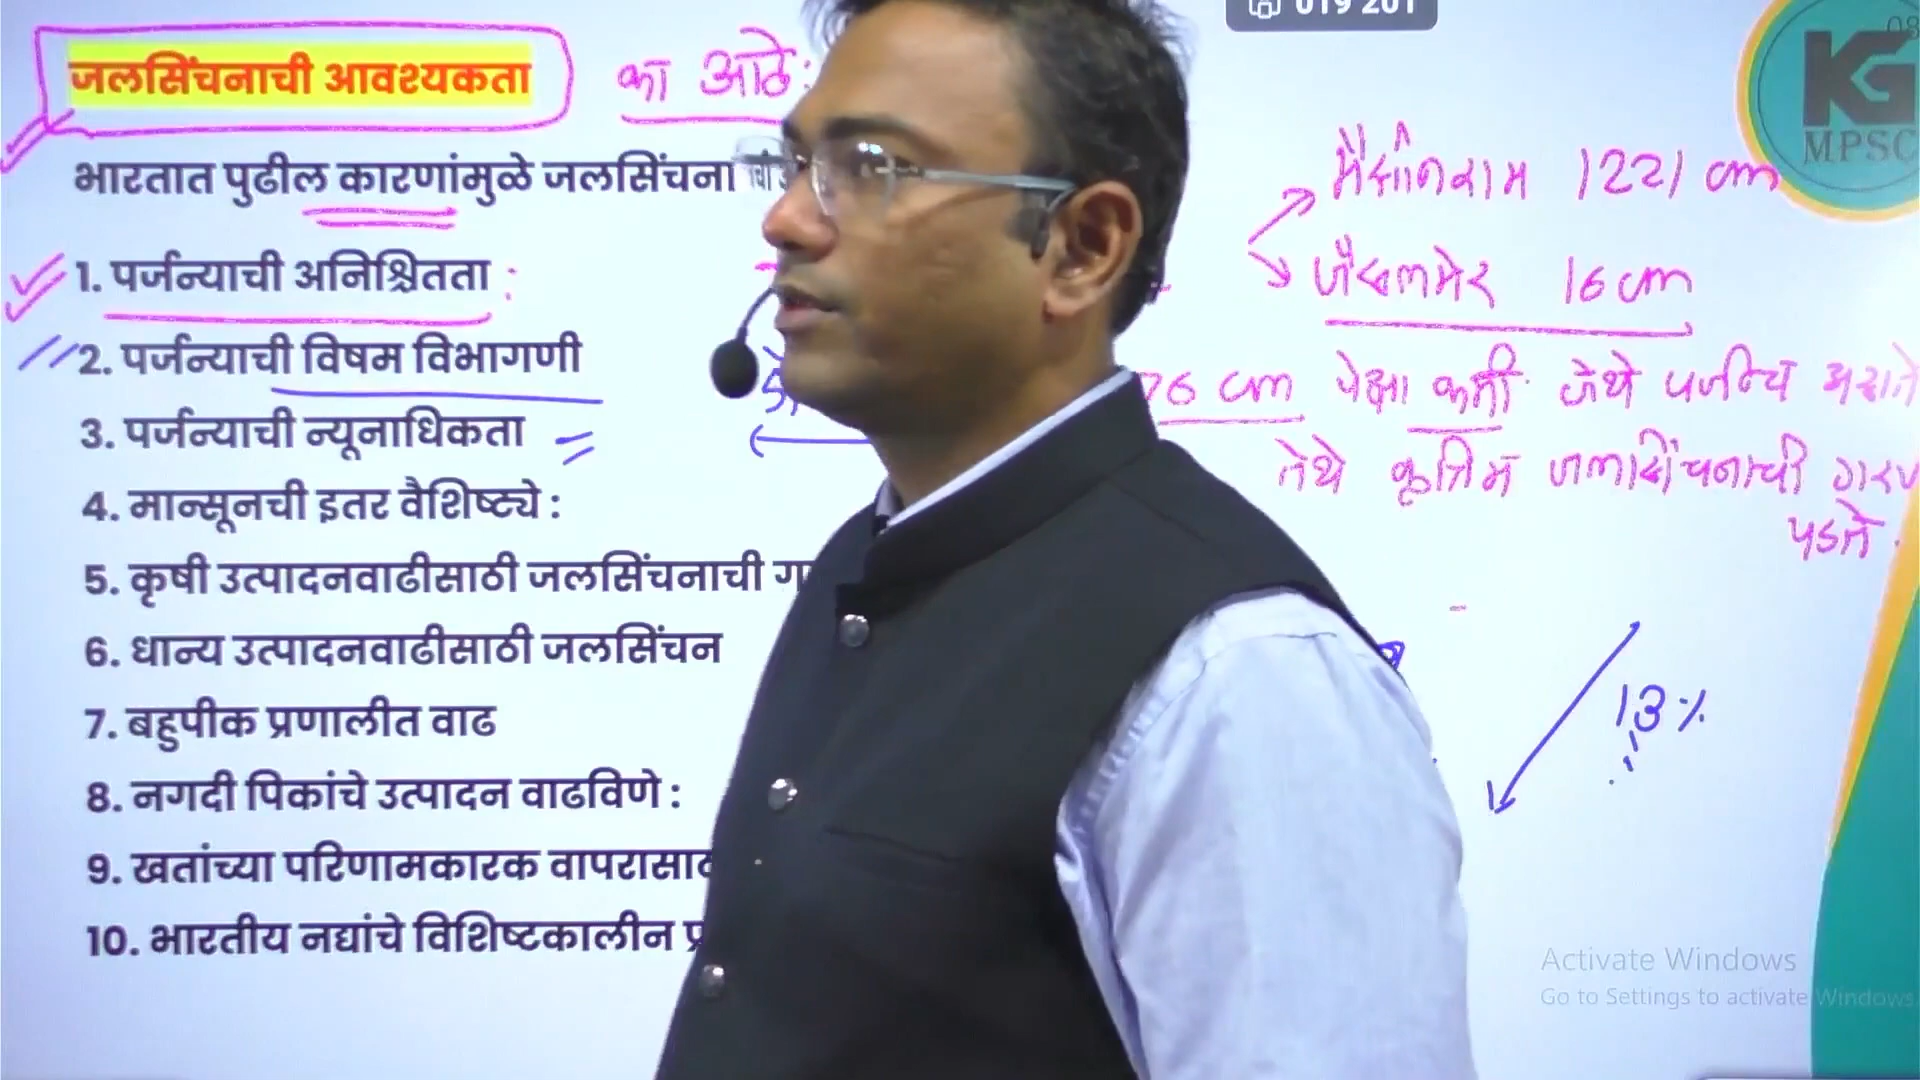 019 201
जलसिंचनाची आवश्यकता
का आहे:
KG
MPSC
भारतात पुढील कारणांमुळे जलसिंचना
मौसीनराम 1221 cm
1. पर्जन्याची अनिश्चितता :
जैसलमेर 16 cm
2. पर्जन्याची विषम विभागणी
76 cm पेक्षा कमी जेथे पर्जन्य असते
3. पर्जन्याची न्यूनाधिकता
तेथे कृत्रिम जलसिंचनाची गरज
पडते.
4. मान्सूनची इतर वैशिष्ट्ये :
5. कृषी उत्पादनवाढीसाठी जलसिंचनाची
6. धान्य उत्पादनवाढीसाठी जलसिंचन
13%
7. बहुपीक प्रणालीत वाढ
8. नगदी पिकांचे उत्पादन वाढविणे :
9. खतांच्या परिणामकारक
10. भारतीय नद्यांचे विशिष्टकालीन
Activate Windows
Go to Settings to activate Windows.